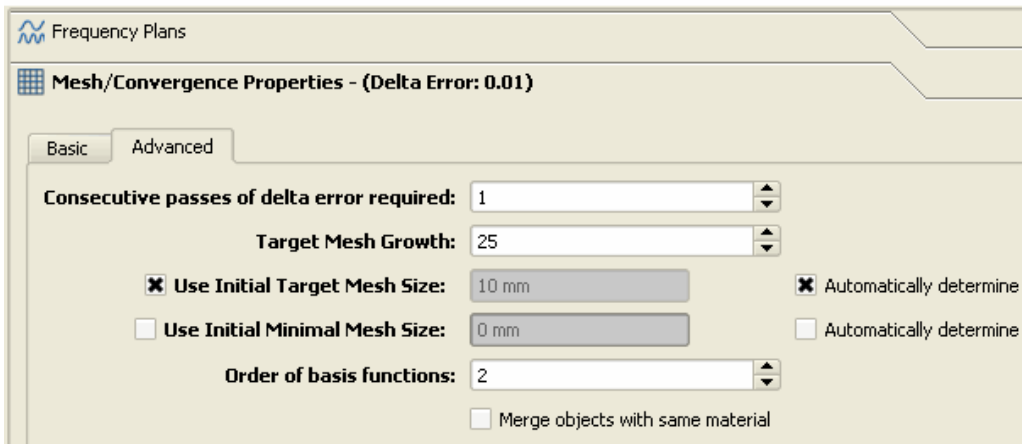 Frequency Plans
Mesh/Convergence Properties - (Delta Error: 0.01)
Basic Advanced
Consecutive passes of delta error required: 1
Target Mesh Growth: 25
Use Initial Target Mesh Size: 10 mm Automatically determine
Use Initial Minimal Mesh Size: 0 mm Automatically determine
Order of basis functions: 2
Merge objects with same material